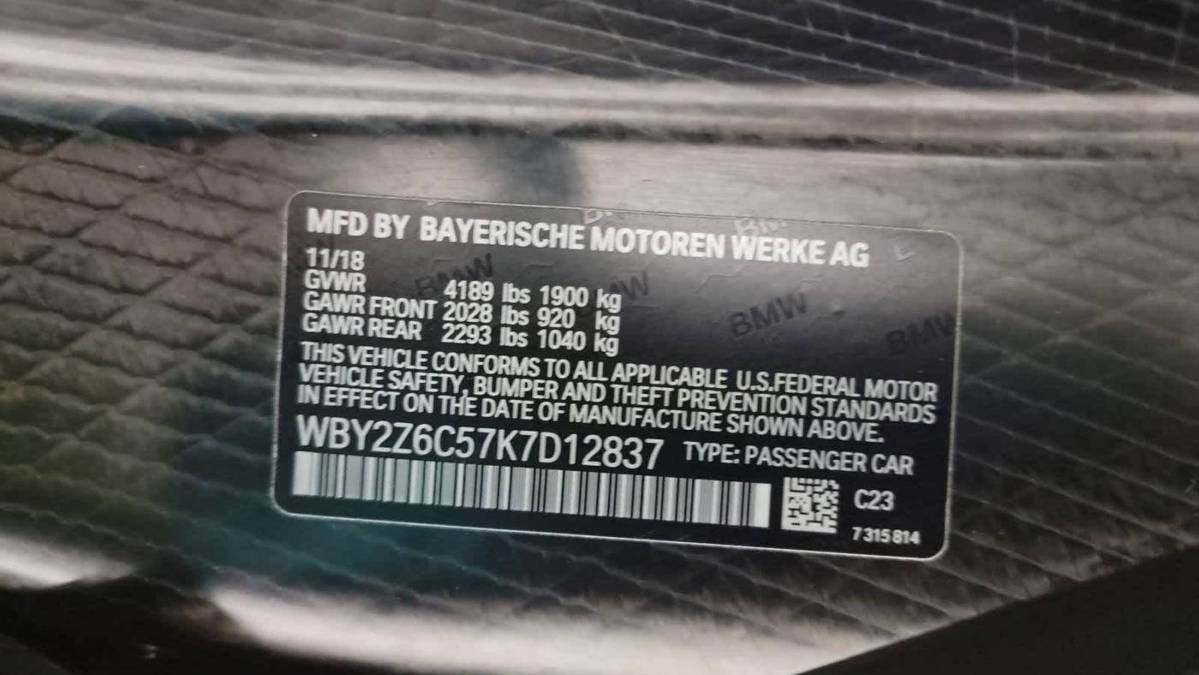 MFD BY BAYERISCHE MOTOREN WERKE AG
11/18
GVWR 4189 lbs 1900 kg
GAWR FRONT 2028 lbs 920 kg
GAWR REAR 2293 lbs 1040 kg
THIS VEHICLE CONFORMS TO ALL APPLICABLE U.S.FEDERAL MOTOR
VEHICLE SAFETY, BUMPER AND THEFT PREVENTION STANDARDS
IN EFFECT ON THE DATE OF MANUFACTURE SHOWN ABOVE.
WBY2Z6C57K7D12837 TYPE: PASSENGER CAR
C23
7 315 814
BMW
BMW
BMW